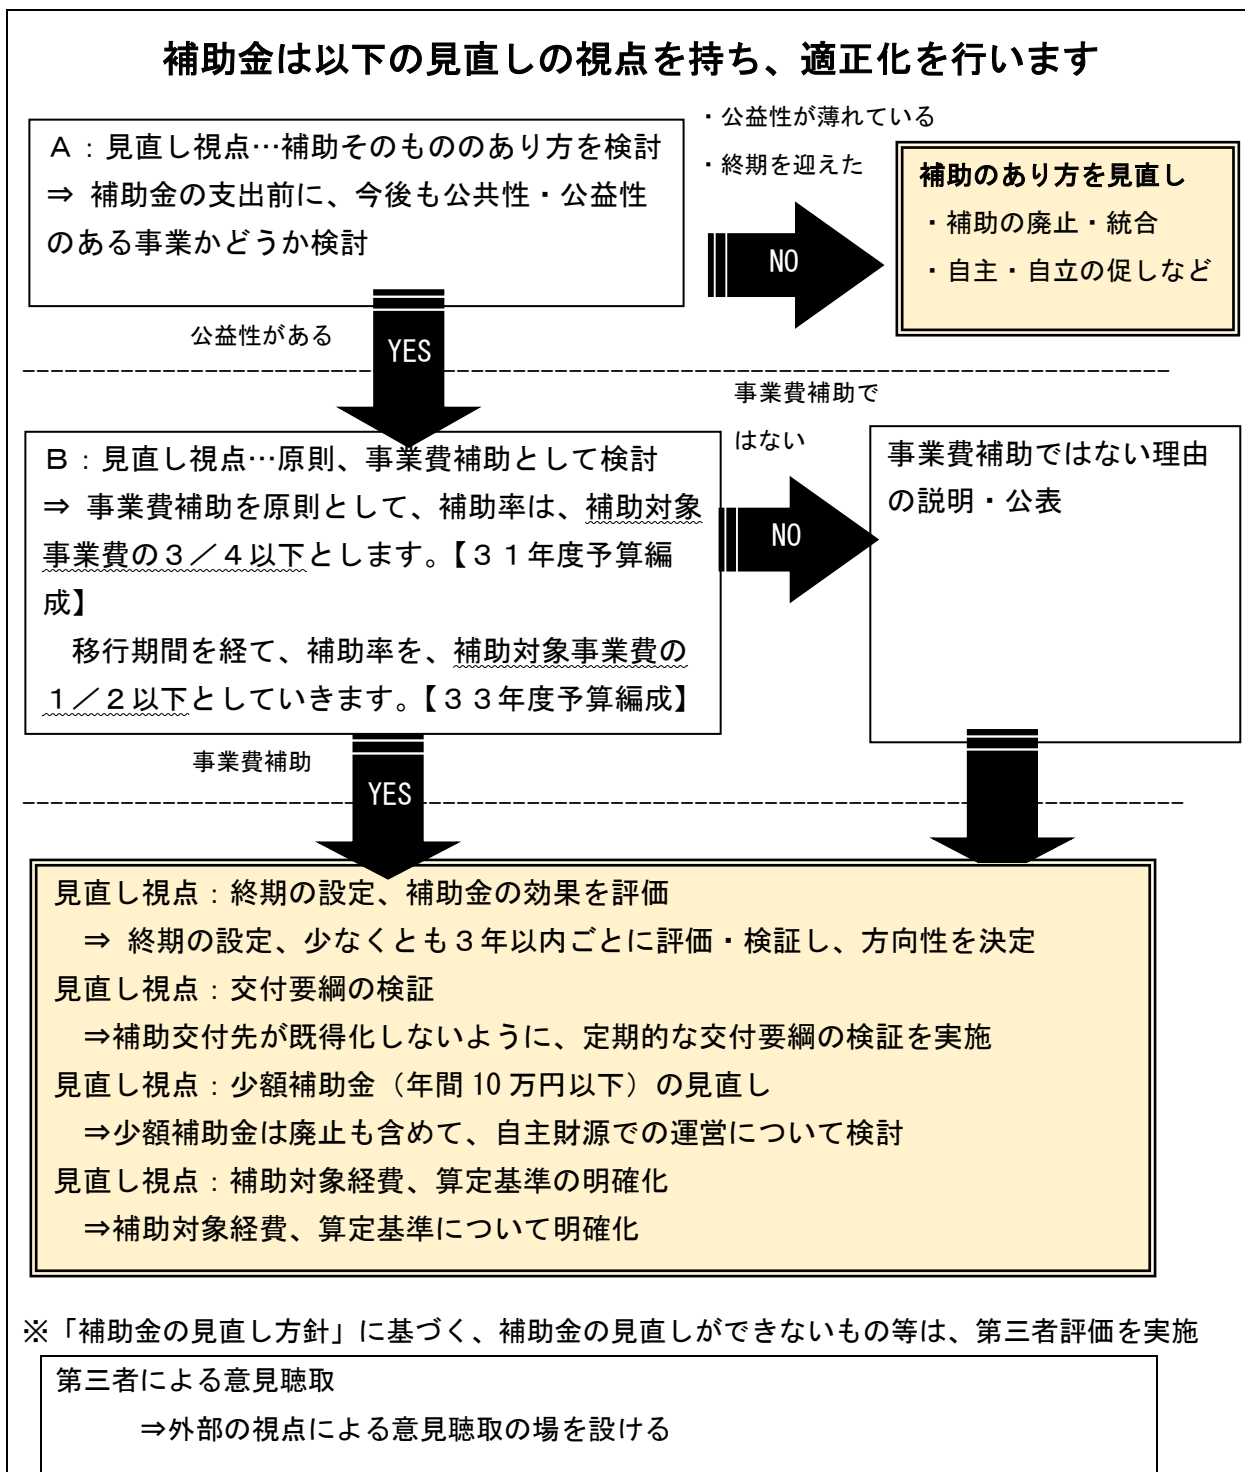 補助金は以下の見直しの視点を持ち、適正化を行います
A：見直し視点…補助そのもののあり方を検討
⇒ 補助金の支出前に、今後も公共性・公益性
のある事業かどうか検討
・公益性が薄れている
・終期を迎えた
NO
補助のあり方を見直し
・補助の廃止・統合
・自主・自立の促しなど
公益性がある
YES
B：見直し視点…原則、事業費補助として検討
⇒ 事業費補助を原則として、補助率は、補助対象
事業費の３／４以下とします。【３１年度予算編
成】
移行期間を経て、補助率を、補助対象事業費の
１／２以下としていきます。【３３年度予算編成】
事業費補助で
はない
NO
事業費補助ではない理由
の説明・公表
事業費補助
YES
見直し視点：終期の設定、補助金の効果を評価
⇒ 終期の設定、少なくとも３年以内ごとに評価・検証し、方向性を決定
見直し視点：交付要綱の検証
⇒補助交付先が既得化しないように、定期的な交付要綱の検証を実施
見直し視点：少額補助金（年間 10 万円以下）の見直し
⇒少額補助金は廃止も含めて、自主財源での運営について検討
見直し視点：補助対象経費、算定基準の明確化
⇒補助対象経費、算定基準について明確化
※「補助金の見直し方針」に基づく、補助金の見直しができないもの等は、第三者評価を実施
第三者による意見聴取
⇒外部の視点による意見聴取の場を設ける